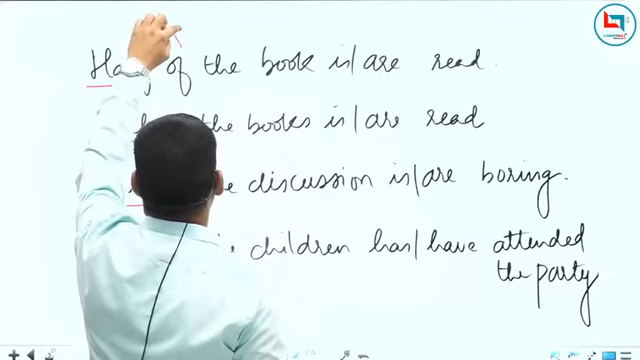 of the book is/are read.
the books is/are read
discussion is/are boring.
children has/have attended
the party